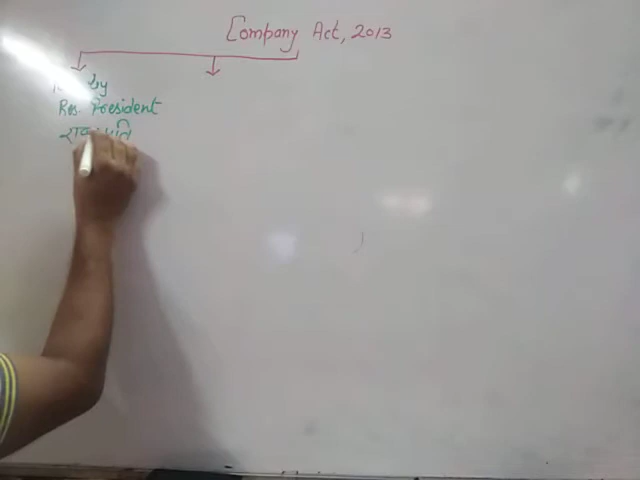 Company Act, 2013
by
Res. President